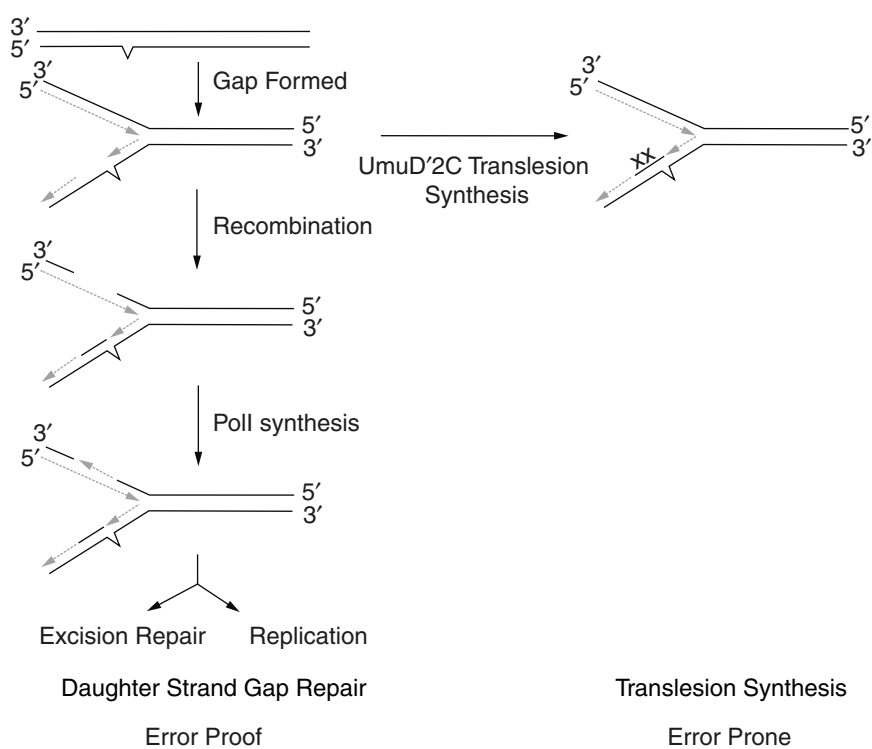 3′
5′
3′
5′
Gap Formed
5′
3′
UmuD′2C Translesion
Synthesis
3′
5′
XX
5′
3′
Recombination
3′
5′
5′
3′
PolI synthesis
3′
5′
5′
3′
Excision Repair
Replication
Daughter Strand Gap Repair
Translesion Synthesis
Error Proof
Error Prone